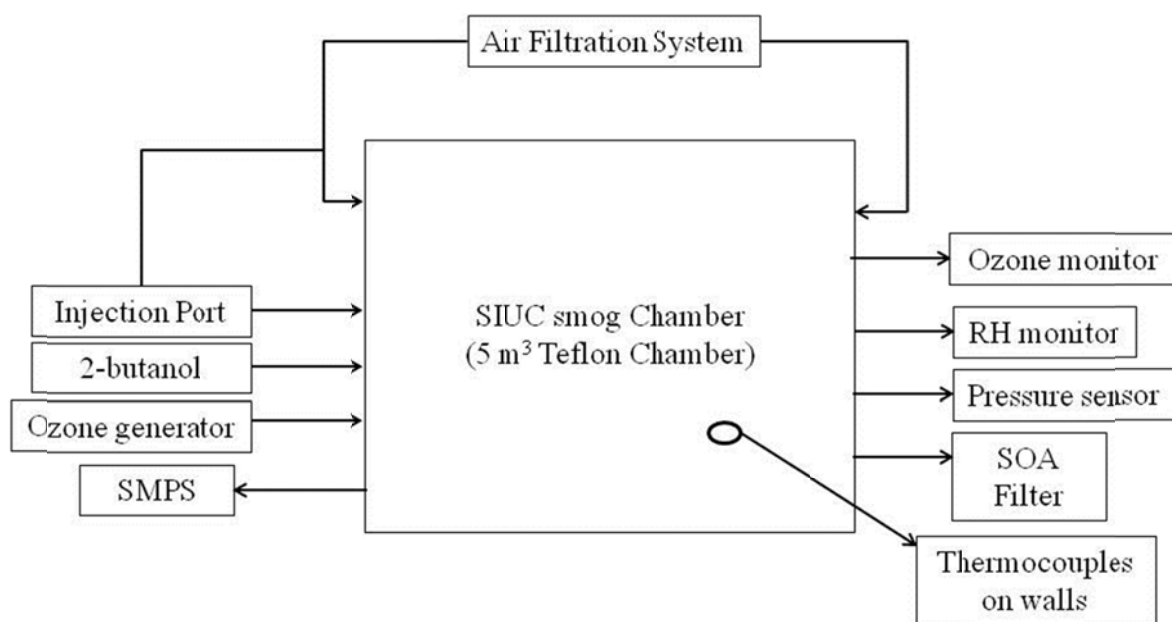 Air Filtration System
SIUC smog Chamber
(5 m³ Teflon Chamber)
Injection Port
2-butanol
Ozone generator
SMPS
Ozone monitor
RH monitor
Pressure sensor
SOA
Filter
Thermocouples
on walls